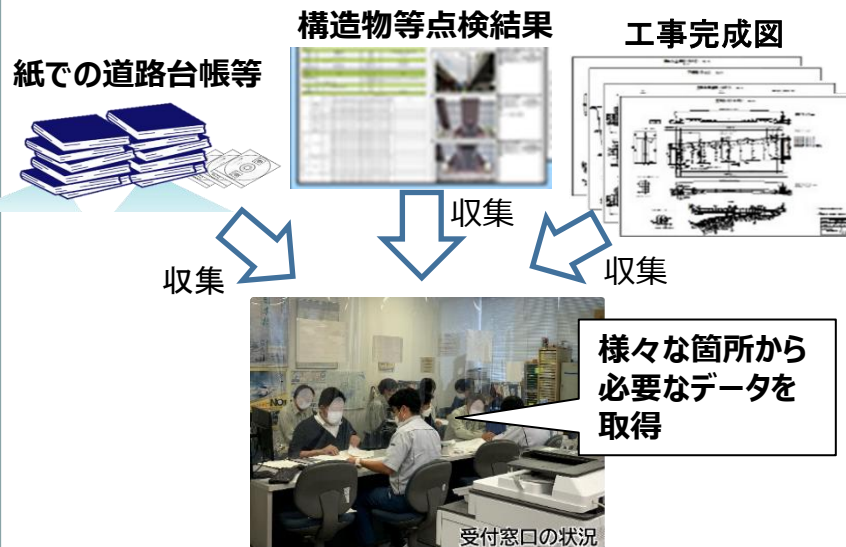 構造物等点検結果
工事完成図
紙での道路台帳等
収集
収集
収集
様々な箇所から
必要なデータを
取得
受付窓口の状況